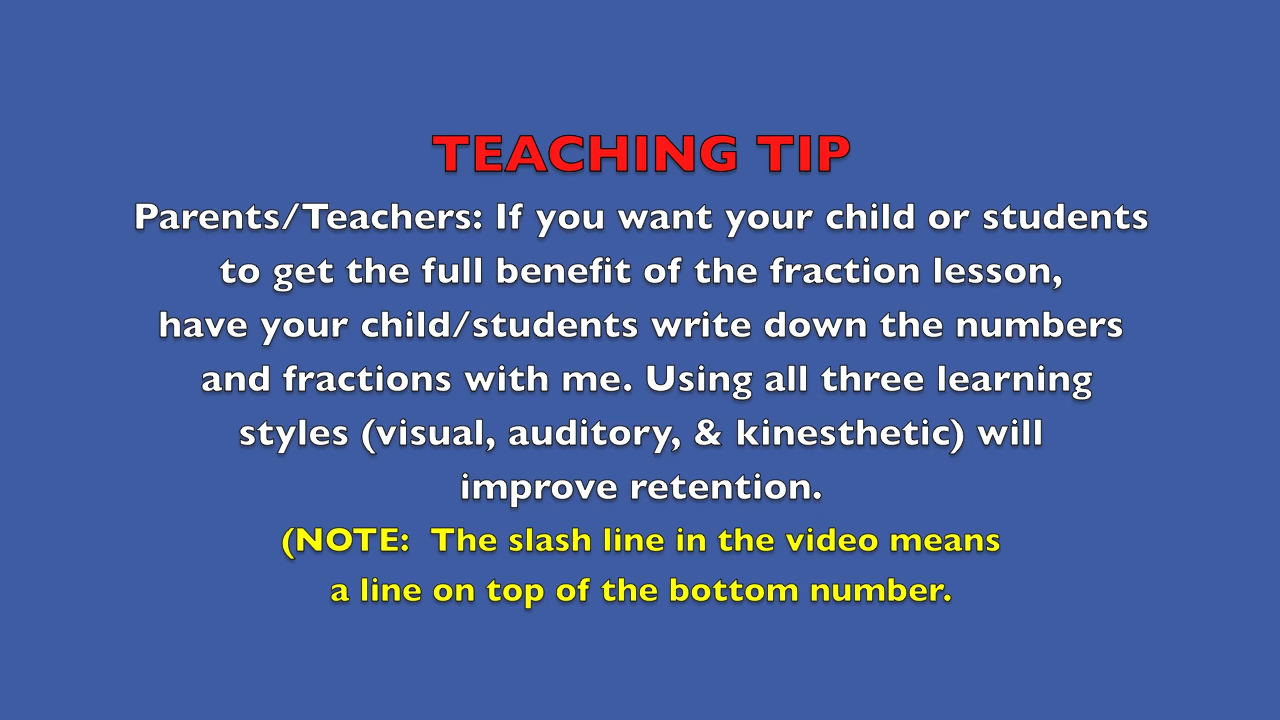 TEACHING TIP
Parents/Teachers: If you want your child or students
to get the full benefit of the fraction lesson,
have your child/students write down the numbers
and fractions with me. Using all three learning
styles (visual, auditory, & kinesthetic) will
improve retention.
(NOTE:  The slash line in the video means
a line on top of the bottom number.